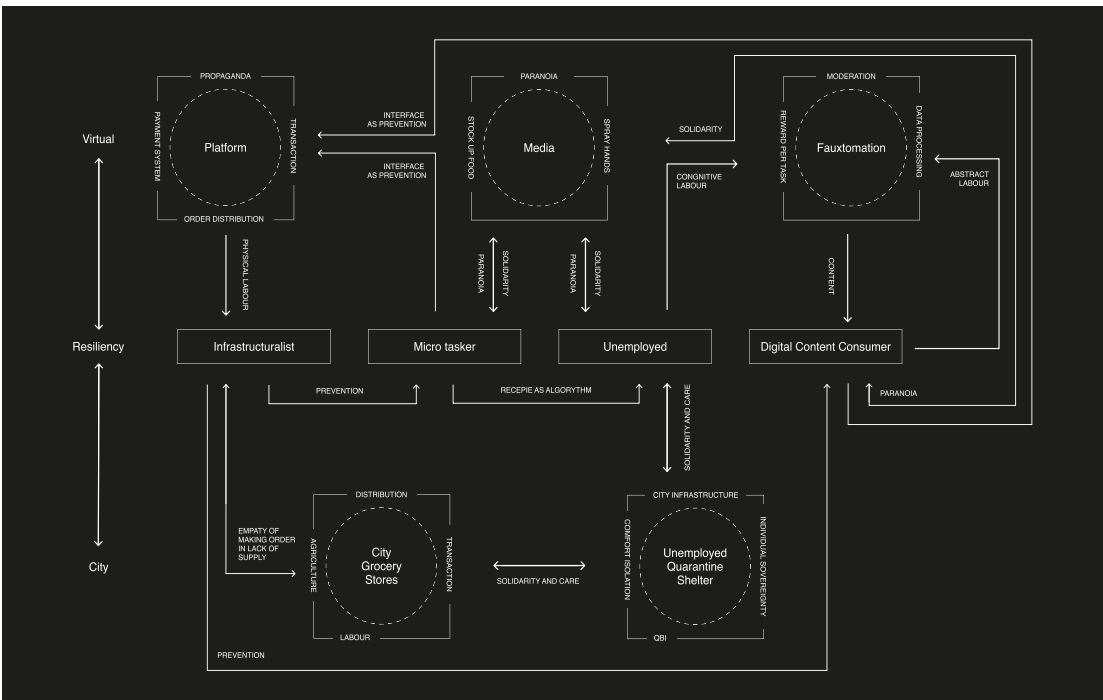 PROPAGANDA
PAYMENT SYSTEM
Platform
TRANSACTION
ORDER DISTRIBUTION
INTERFACE
AS PREVENTION
INTERFACE
AS PREVENTION
PARANOIA
STOCK UP FOOD
Media
SPRAY HANDS
SOLIDARITY
CONGNITIVE
LABOUR
MODERATION
REWARD PER TASK
Fauxtomation
DATA PROCESSING
ABSTRACT
LABOUR
Virtual
PHYSICAL LABOUR
PARANOIA
SOLIDARITY
PARANOIA
SOLIDARITY
CONTENT
Resiliency
Infrastructuralist
Micro tasker
Unemployed
Digital Content Consumer
PREVENTION
RECEPIE AS ALGORYTHM
SOLIDARITY AND CARE
PARANOIA
DISTRIBUTION
EMPATY OF
MAKING ORDER
IN LACK OF
SUPPLY
AGRICULTURE
City
Grocery
Stores
TRANSACTION
LABOUR
SOLIDARITY AND CARE
CITY INFRASTRUCTURE
COMFORT ISOLATION
Unemployed
Quarantine
Shelter
INDIVIDUAL SOVEREIGNTY
QBI
City
PREVENTION